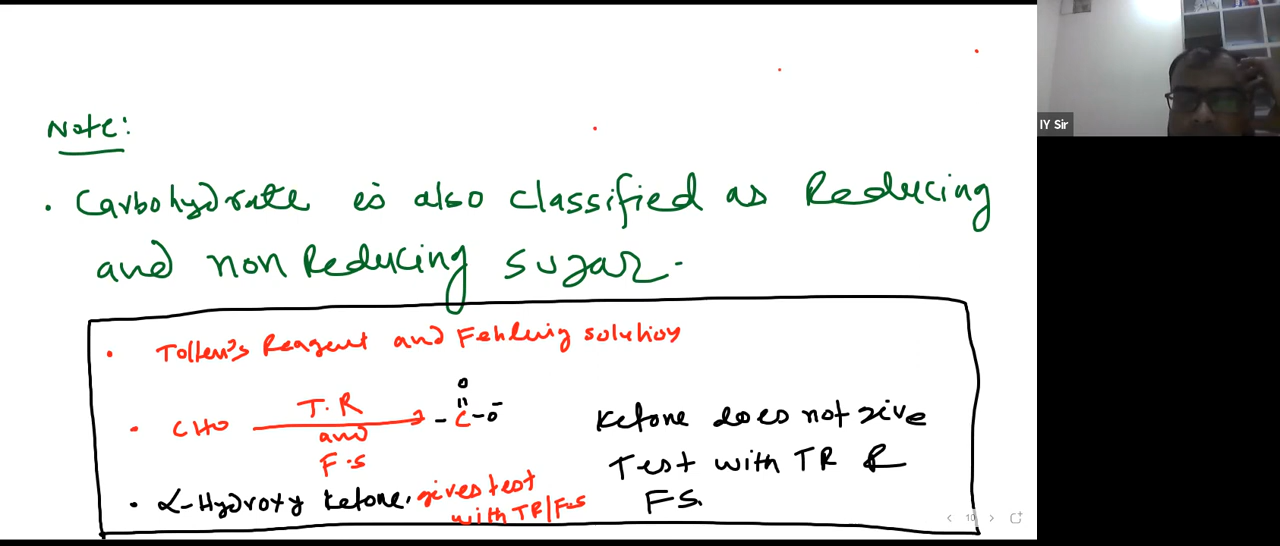 Note:
. Carbohydrate is also classified as Reducing
and non Reducing sugar.
. Tollen's Reagent and Fehling solution
. CHO T.R and F.S - C - O⁻
O
Ketone does not give
Test with TR & FS.
. α-Hydroxy Ketone. gives test
with TR/F.S
IY Sir
10